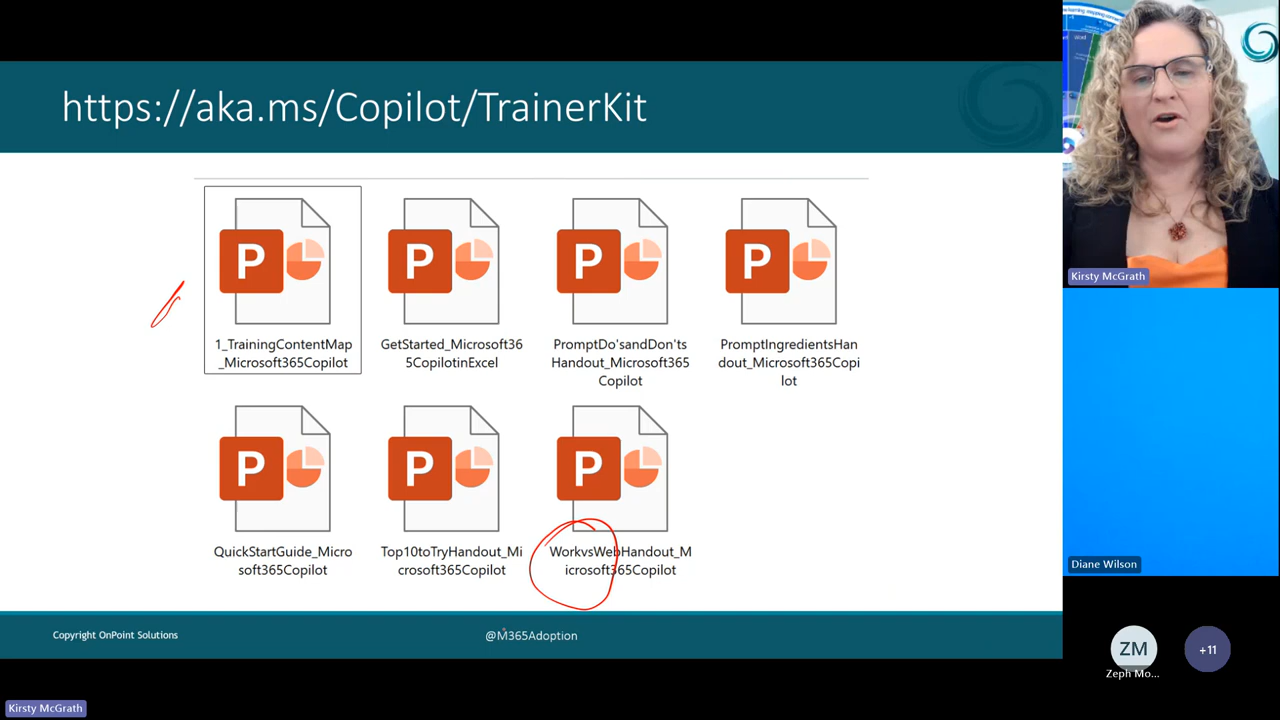 https://aka.ms/Copilot/TrainerKit
Word
P
P
P
P
1_TrainingContentMap
_Microsoft365Copilot
GetStarted_Microsoft36
5CopilotinExcel
PromptDo'sandDon'ts
Handout_Microsoft365
Copilot
PromptIngredientsHan
dout_Microsoft365Copi
lot
P
P
P
QuickStartGuide_Micro
soft365Copilot
Top10toTryHandout_Mi
crosoft365Copilot
WorkvsWebHandout_M
icrosoft365Copilot
Copyright OnPoint Solutions
@M365Adoption
Kirsty McGrath
Diane Wilson
ZM
Zeph Mo...
+11
Kirsty McGrath